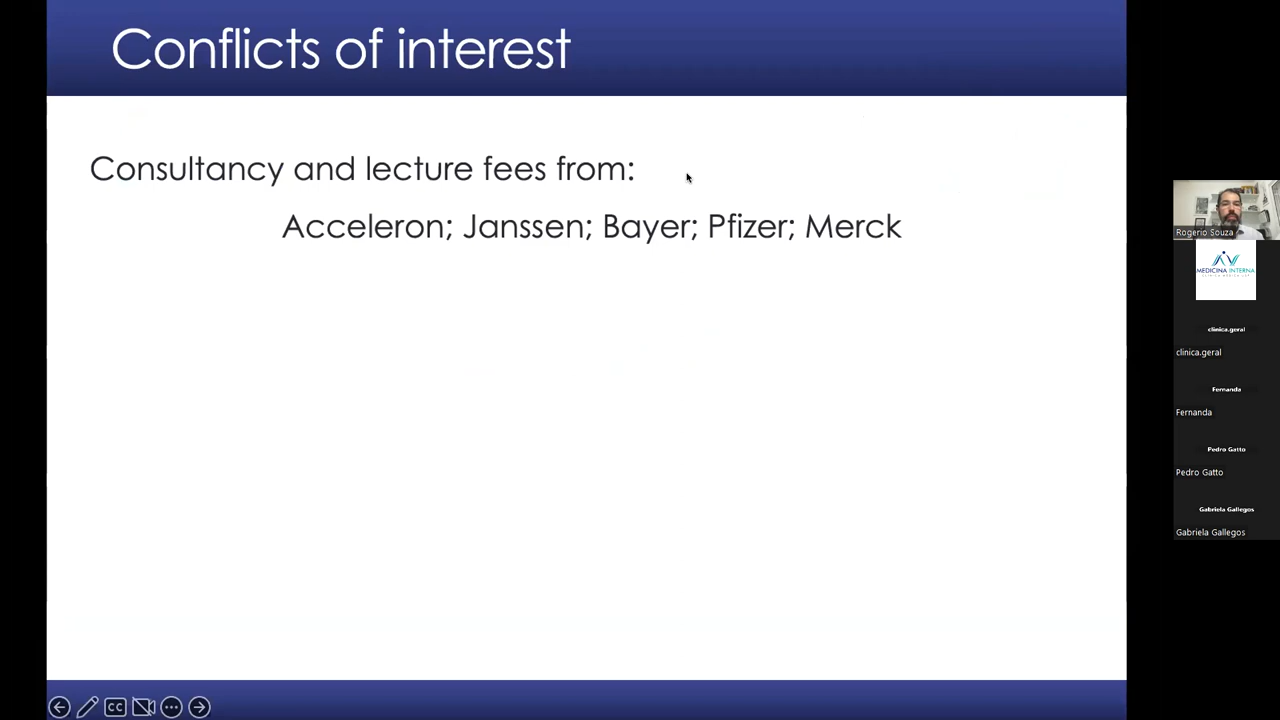 Conflicts of interest
Consultancy and lecture fees from:
Acceleron; Janssen; Bayer; Pfizer; Merck
Rogerio Souza
MEDICINA INTERNA
clinica.geral
clinica.geral
Fernanda
Fernanda
Pedro Gatto
Pedro Gatto
Gabriela Gallegos
Gabriela Gallegos
CC